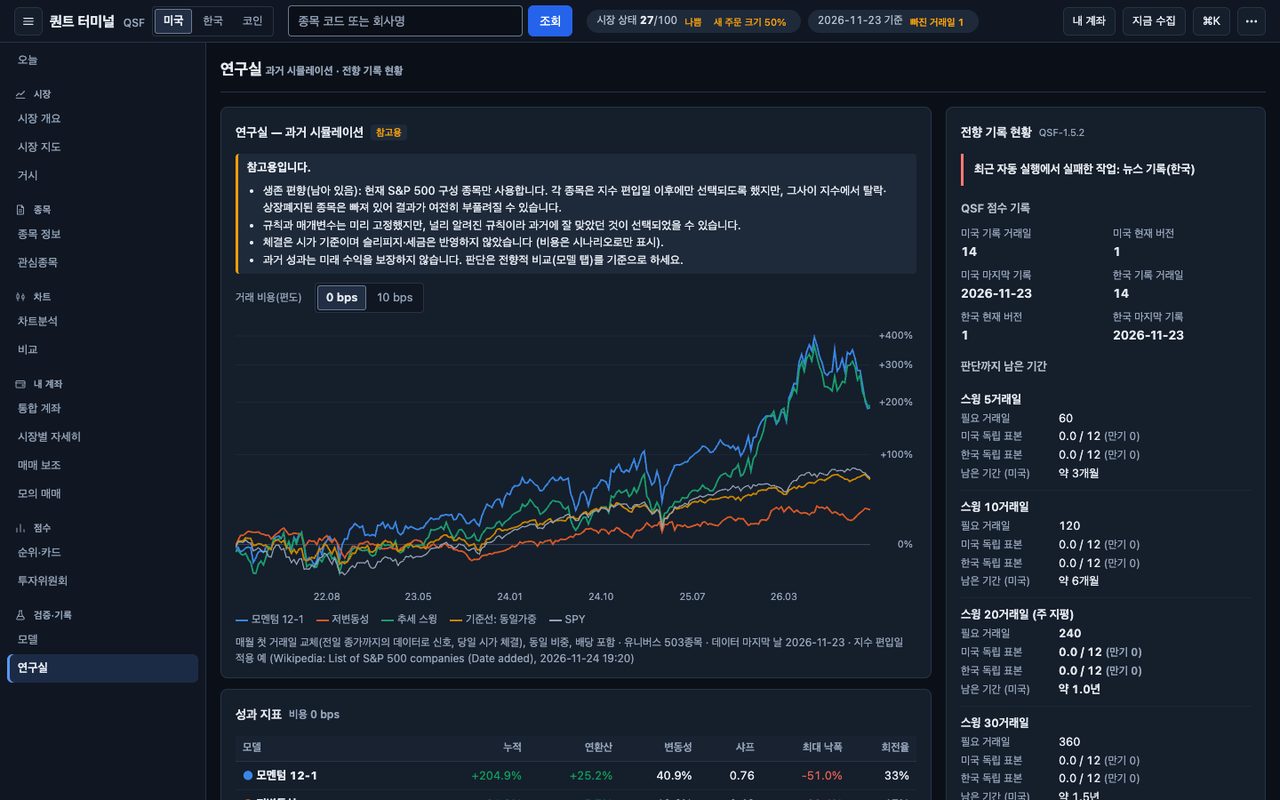 퀀트 터미널 QSF 미국 한국 코인 종목 코드 또는 회사명 조회 시장 상태 27/100 나쁨 새 주문 크기 50% 2026-11-23 기준 빠진 거래일 1 내 계좌 지금 수집 ⌘K ···
오늘
시장
시장 개요
시장 지도
거시
종목
종목 정보
관심종목
차트
차트분석
비교
내 계좌
통합 계좌
시장별 자세히
매매 보조
모의 매매
점수
순위·카드
투자위원회
검증·기록
모델
연구실
연구실 과거 시뮬레이션 · 전향 기록 현황
연구실 — 과거 시뮬레이션 참고용
참고용입니다.
• 생존 편향(남아 있음): 현재 S&P 500 구성 종목만 사용합니다. 각 종목은 지수 편입일 이후에만 선택되도록 했지만, 그사이 지수에서 탈락·
상장폐지된 종목은 빠져 있어 결과가 여전히 부풀려질 수 있습니다.
• 규칙과 매개변수는 미리 고정했지만, 널리 알려진 규칙이라 과거에 잘 맞았던 것이 선택되었을 수 있습니다.
• 체결은 시가 기준이며 슬리피지·세금은 반영하지 않았습니다 (비용은 시나리오로만 표시).
• 과거 성과는 미래 수익을 보장하지 않습니다. 판단은 전향적 비교(모델 탭)를 기준으로 하세요.
거래 비용(편도) 0 bps 10 bps
+400%
+300%
+200%
+100%
0%
22.08 23.05 24.01 24.10 25.07 26.03
모멘텀 12-1 저변동성 추세 스윙 기준선: 동일가중 SPY
매월 첫 거래일 교체(전일 종가까지의 데이터로 신호, 당일 시가 체결), 동일 비중, 배당 포함 · 유니버스 503종목 · 데이터 마지막 날 2026-11-23 · 지수 편입일
적용 예 (Wikipedia: List of S&P 500 companies (Date added), 2026-11-24 19:20)
성과 지표 비용 0 bps
모델 누적 연환산 변동성 샤프 최대 낙폭 회전율
모멘텀 12-1 +204.9% +25.2% 40.9% 0.76 -51.0% 33%
전향 기록 현황 QSF-1.5.2
최근 자동 실행에서 실패한 작업: 뉴스 기록(한국)
QSF 점수 기록
미국 기록 거래일 미국 현재 버전
14 1
미국 마지막 기록 한국 기록 거래일
2026-11-23 14
한국 현재 버전 한국 마지막 기록
1 2026-11-23
판단까지 남은 기간
스윙 5거래일
필요 거래일 60
미국 독립 표본 0.0 / 12 (만기 0)
한국 독립 표본 0.0 / 12 (만기 0)
남은 기간 (미국) 약 3개월
스윙 10거래일
필요 거래일 120
미국 독립 표본 0.0 / 12 (만기 0)
한국 독립 표본 0.0 / 12 (만기 0)
남은 기간 (미국) 약 6개월
스윙 20거래일 (주 지평)
필요 거래일 240
미국 독립 표본 0.0 / 12 (만기 0)
한국 독립 표본 0.0 / 12 (만기 0)
남은 기간 (미국) 약 1.0년
스윙 30거래일
필요 거래일 360
미국 독립 표본 0.0 / 12 (만기 0)
한국 독립 표본 0.0 / 12 (만기 0)
남은 기간 (미국) 약 1.5년